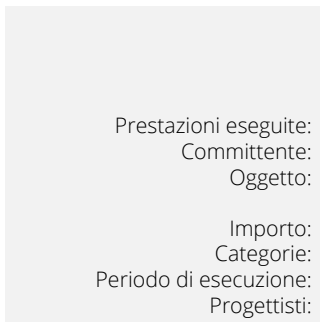 Prestazioni eseguite:
Committente:
Oggetto:
Importo:
Categorie:
Periodo di esecuzione:
Progettisti: